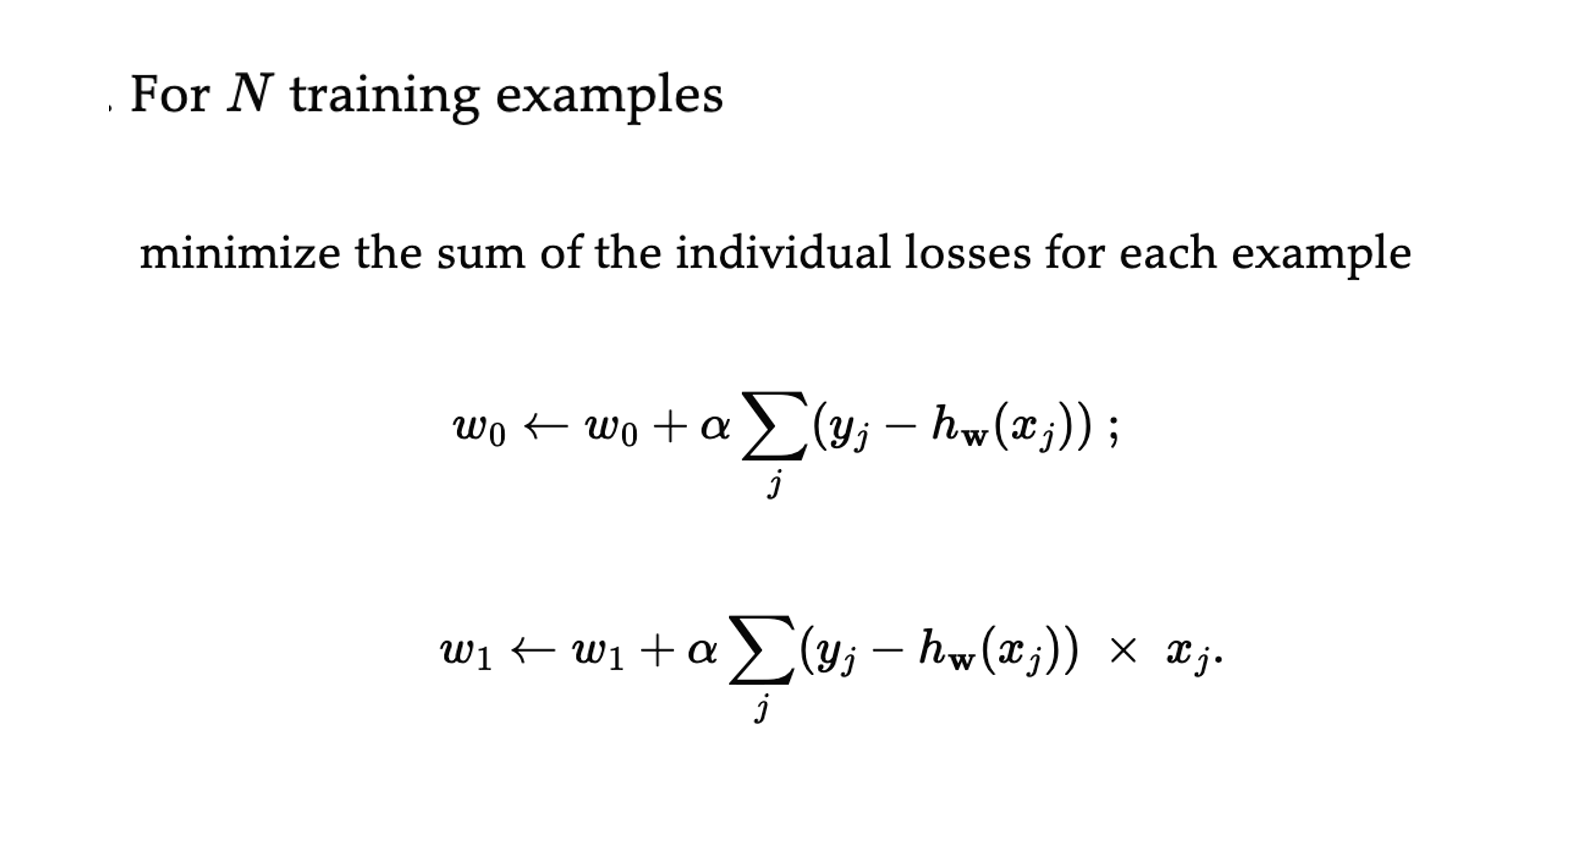 . For N training examples
minimize the sum of the individual losses for each example
w₀ ← w₀ + α ∑ⱼ (yⱼ − h_𝐰(xⱼ)) ;
w₁ ← w₁ + α ∑ⱼ (yⱼ − h_𝐰(xⱼ)) × xⱼ.